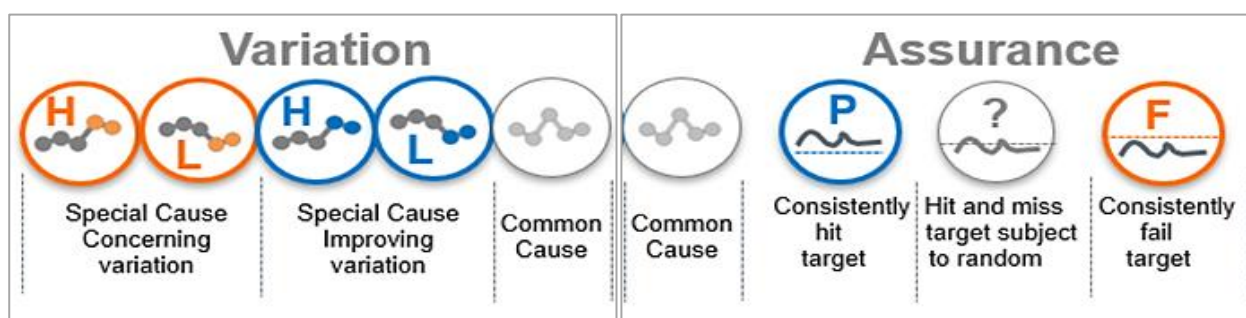 Variation
H
L
H
L
Special Cause
Concerning
variation
Special Cause
Improving
variation
Common
Cause
Assurance
P
?
F
Common
Cause
Consistently
hit
target
Hit and miss
target subject
to random
Consistently
fail
target